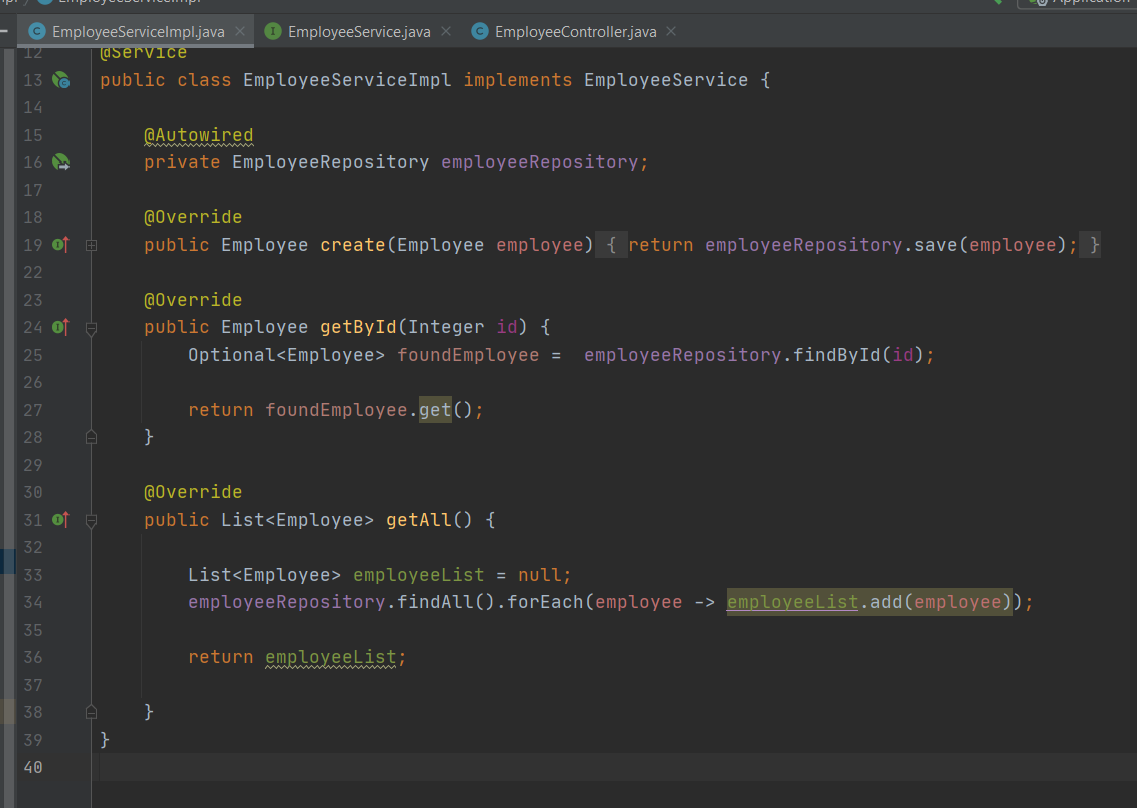 EmployeeServiceImpl
Application
EmployeeServiceImpl.java EmployeeService.java EmployeeController.java
12 @Service
13 public class EmployeeServiceImpl implements EmployeeService {
14
15 @Autowired
16 private EmployeeRepository employeeRepository;
17
18 @Override
19 public Employee create(Employee employee) { return employeeRepository.save(employee); }
22
23 @Override
24 public Employee getById(Integer id) {
25 Optional<Employee> foundEmployee =  employeeRepository.findById(id);
26
27 return foundEmployee.get();
28 }
29
30 @Override
31 public List<Employee> getAll() {
32
33 List<Employee> employeeList = null;
34 employeeRepository.findAll().forEach(employee -> employeeList.add(employee));
35
36 return employeeList;
37
38 }
39 }
40